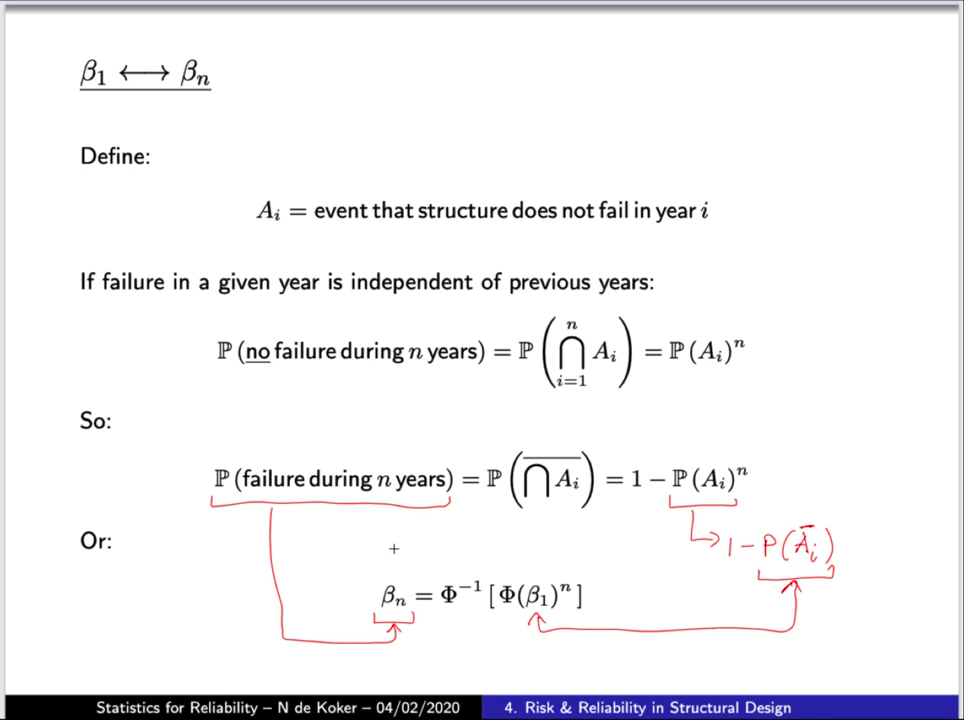 β₁ ⟷ βₙ
Define:
Aᵢ = event that structure does not fail in year i
If failure in a given year is independent of previous years:
ℙ (no failure during n years) = ℙ (⋂ⁿᵢ₌₁ Aᵢ) = ℙ (Aᵢ)ⁿ
So:
ℙ (failure during n years) = ℙ (\overline{⋂ Aᵢ}) = 1 − ℙ (Aᵢ)ⁿ
1 − P(Āᵢ)
Or:
βₙ = Φ⁻¹ [ Φ(β₁)ⁿ ]
Statistics for Reliability – N de Koker – 04/02/2020
4. Risk & Reliability in Structural Design